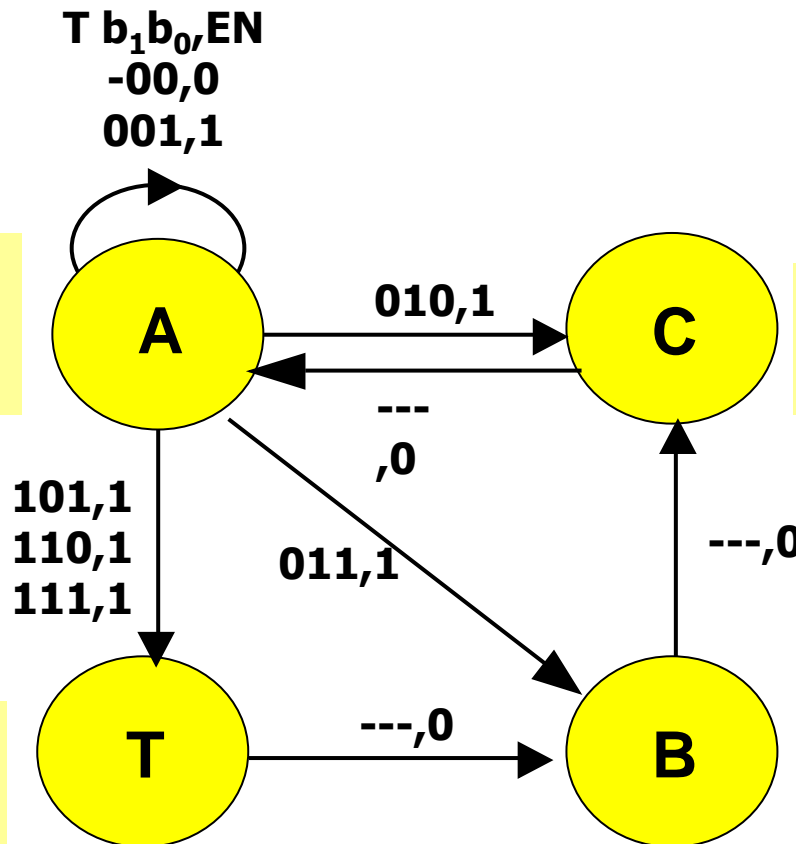 T b₁b₀,EN
-00,0
001,1
A
010,1
C
---
,0
101,1
110,1
111,1
011,1
---,0
T
---,0
B